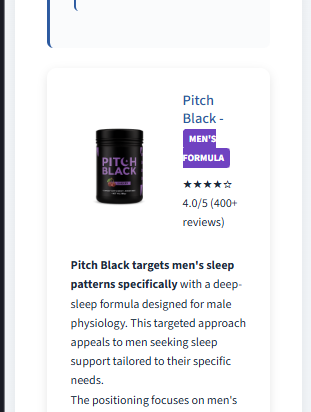 Pitch
Black -
MEN'S
FORMULA
★★★★☆
4.0/5 (400+
reviews)
PITCH
BLACK
Pitch Black targets men's sleep
patterns specifically with a deep-
sleep formula designed for male
physiology. This targeted approach
appeals to men seeking sleep
support tailored to their specific
needs.
The positioning focuses on men's